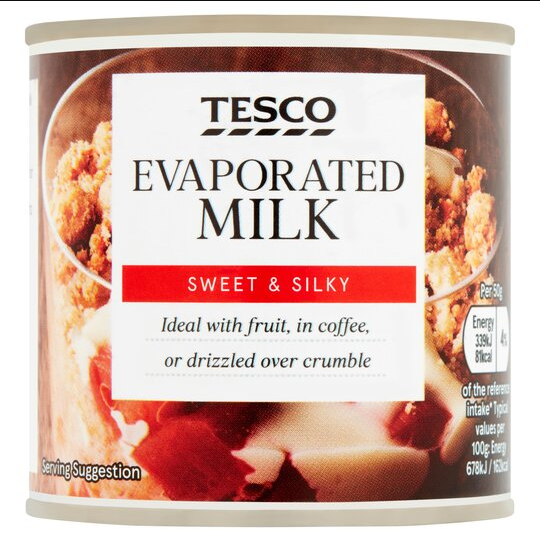 TESCO
EVAPORATED
MILK
SWEET & SILKY
Ideal with fruit, in coffee,
or drizzled over crumble
Per 50g
Energy
339kJ
81kcal
4%
of the reference
intake* Typical
values per
100g: Energy
678kJ / 162kcal
Serving Suggestion